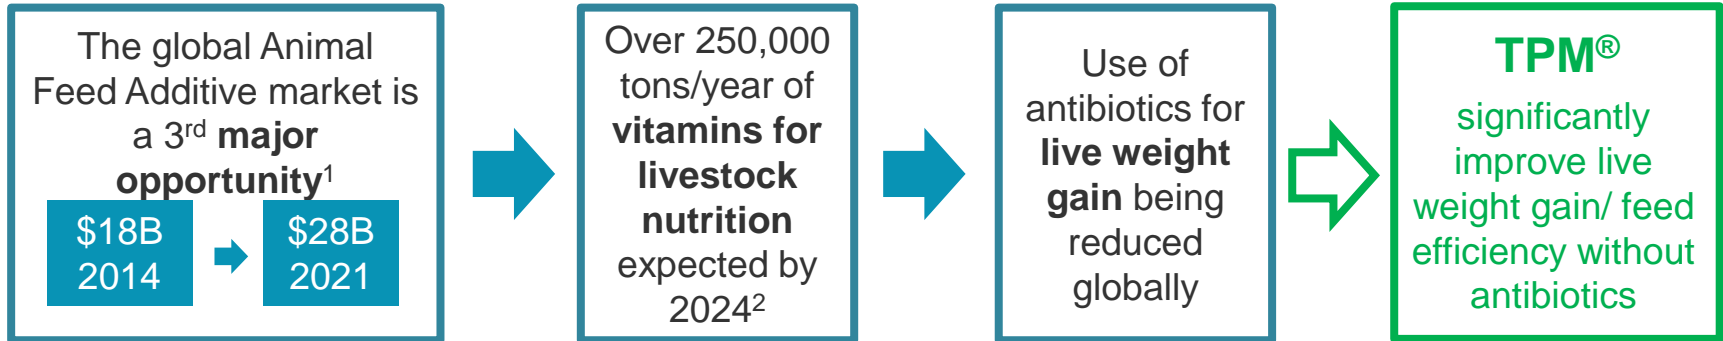 The global Animal
Feed Additive market is
a 3rd major
opportunity1
$18B
2014
$28B
2021
Over 250,000
tons/year of
vitamins for
livestock
nutrition
expected by
20242
Use of
antibiotics for
live weight
gain being
reduced
globally
TPM®
significantly
improve live
weight gain/ feed
efficiency without
antibiotics